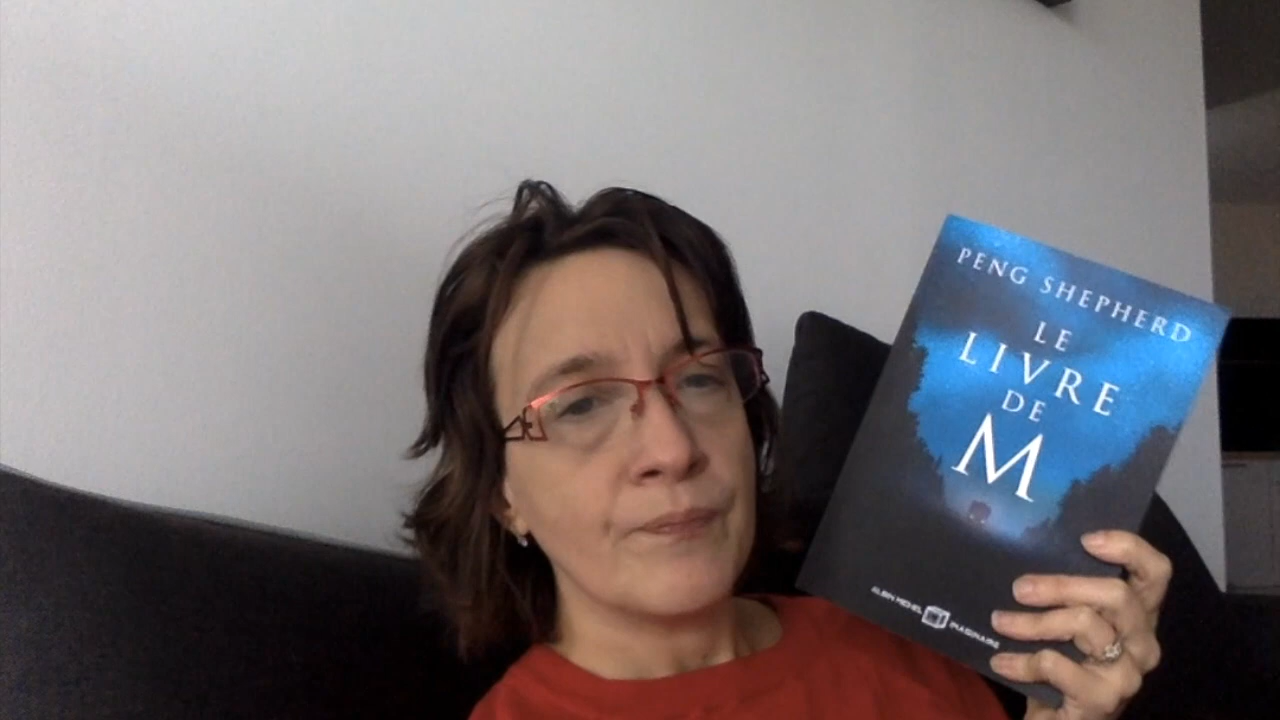 PENG SHEPHERD
LE
LIVRE
DE
M
ALBIN MICHEL IMAGINAIRE